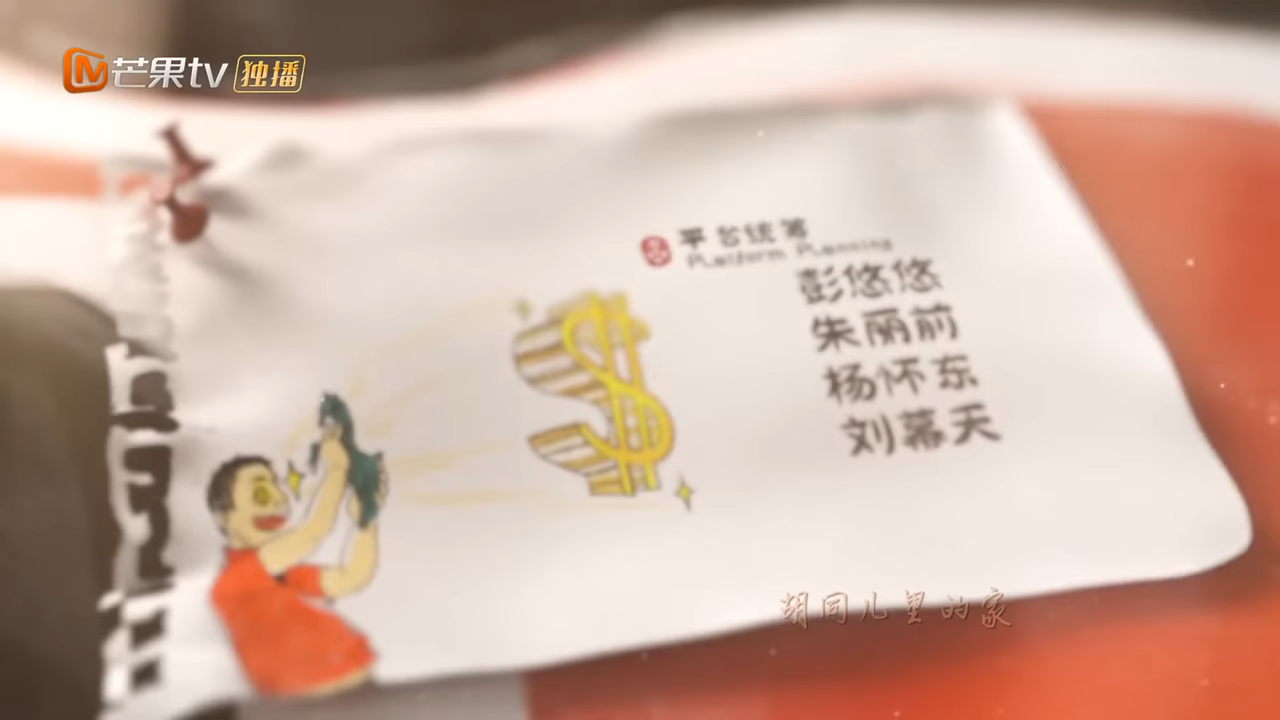 芒果tv 独播
平台统筹
Platform Planning
彭悠悠
朱丽前
杨怀东
刘幕天
胡同儿里的家